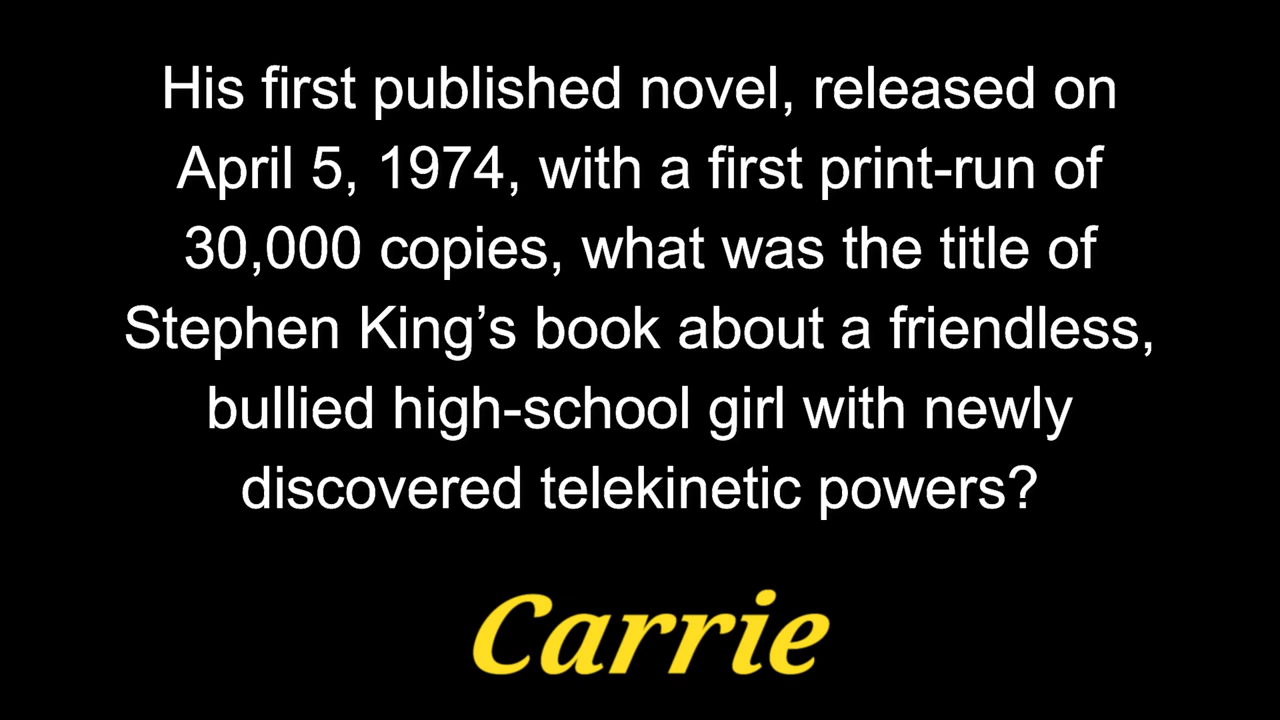 His first published novel, released on
April 5, 1974, with a first print-run of
30,000 copies, what was the title of
Stephen King’s book about a friendless,
bullied high-school girl with newly
discovered telekinetic powers?
Carrie